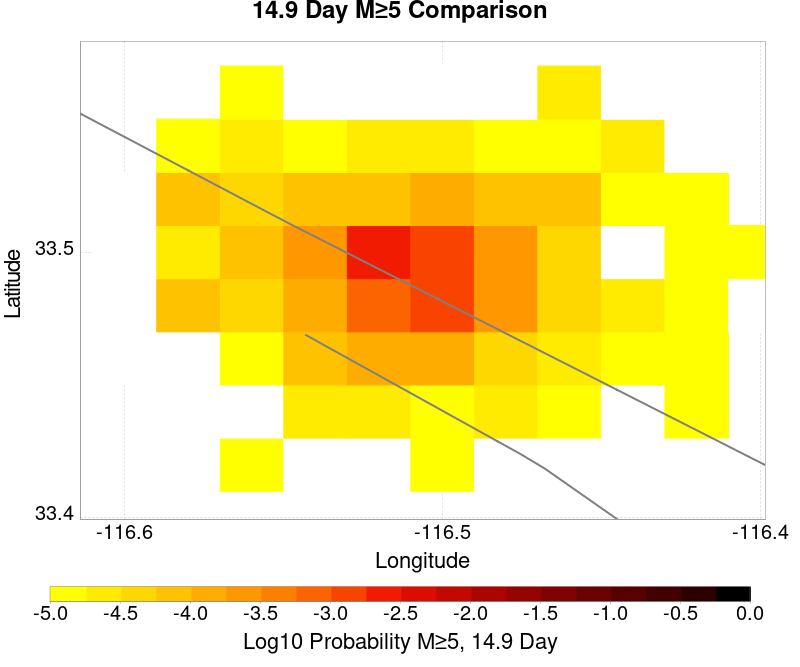 14.9 Day M≥5 Comparison
Latitude
33.5
33.4
-116.6 -116.5 -116.4
Longitude
-5.0 -4.5 -4.0 -3.5 -3.0 -2.5 -2.0 -1.5 -1.0 -0.5 0.0
Log10 Probability M≥5, 14.9 Day